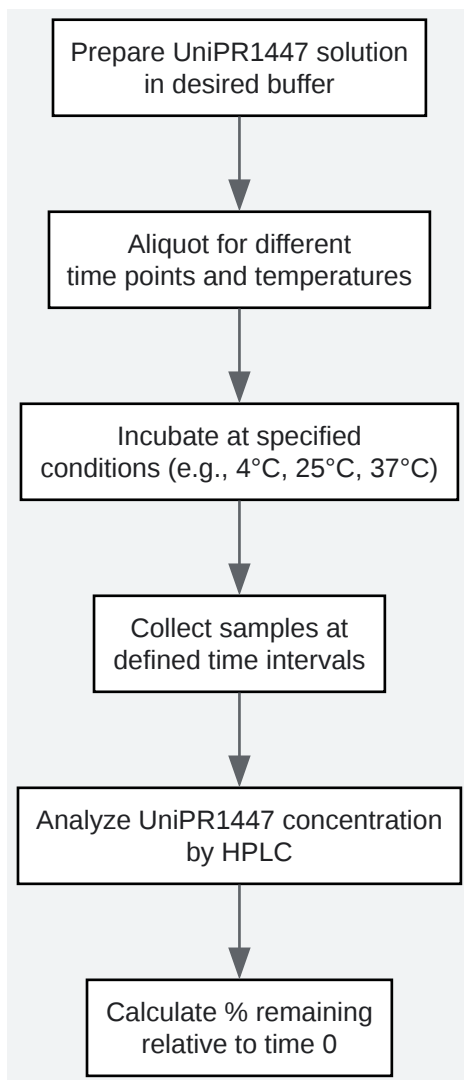 Prepare UniPR1447 solution
in desired buffer
Aliquot for different
time points and temperatures
Incubate at specified
conditions (e.g., 4°C, 25°C, 37°C)
Collect samples at
defined time intervals
Analyze UniPR1447 concentration
by HPLC
Calculate % remaining
relative to time 0